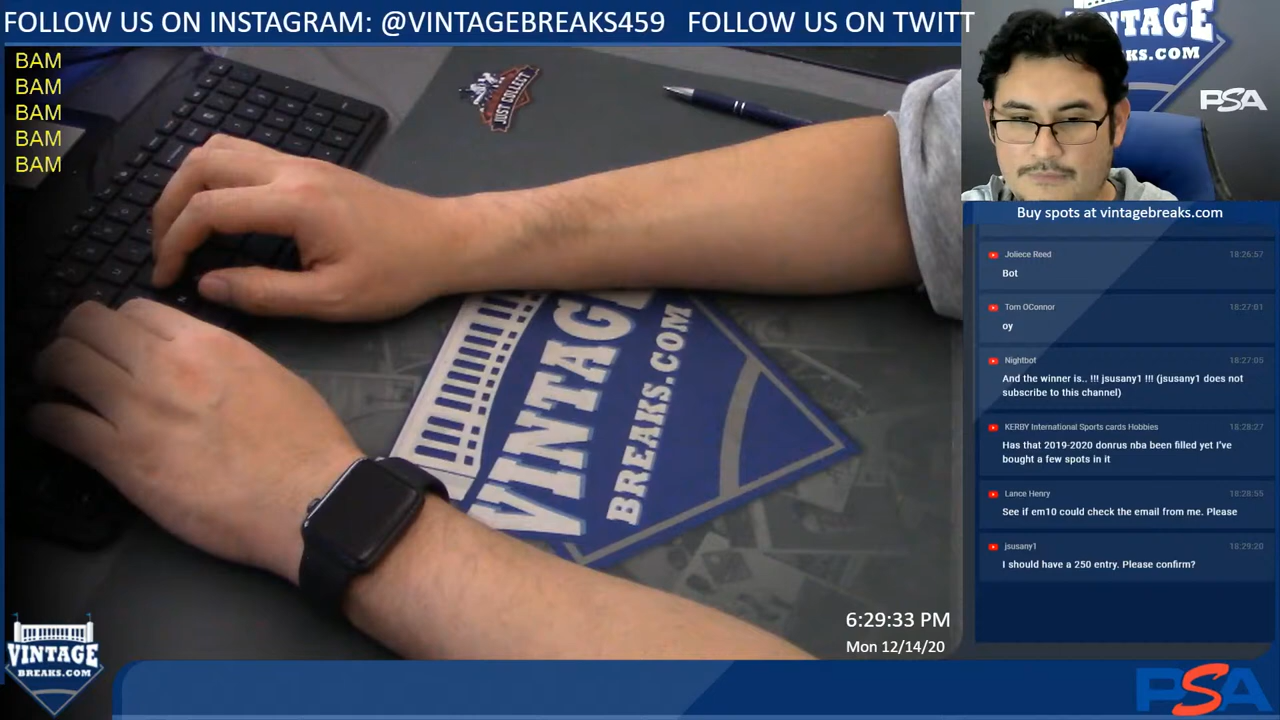 FOLLOW US ON INSTAGRAM: @VINTAGEBREAKS459 FOLLOW US ON TWITT
BAM
BAM
BAM
BAM
BAM
JUST COLLECT
VINTAGE
BREAKS.COM
VINTAGE
KS.COM
PSA
Buy spots at vintagebreaks.com
Joliece Reed 18:26:57
Bot
Tom OConnor 18:27:01
oy
Nightbot 18:27:05
And the winner is.. !!! jsusany1 !!! (jsusany1 does not
subscribe to this channel)
KERBY International Sports cards Hobbies 18:28:27
Has that 2019-2020 donrus nba been filled yet I've
bought a few spots in it
Lance Henry 18:28:55
See if em10 could check the email from me. Please
jsusany1 18:29:20
I should have a 250 entry. Please confirm?
6:29:33 PM
Mon 12/14/20
VINTAGE
BREAKS.COM
PSA